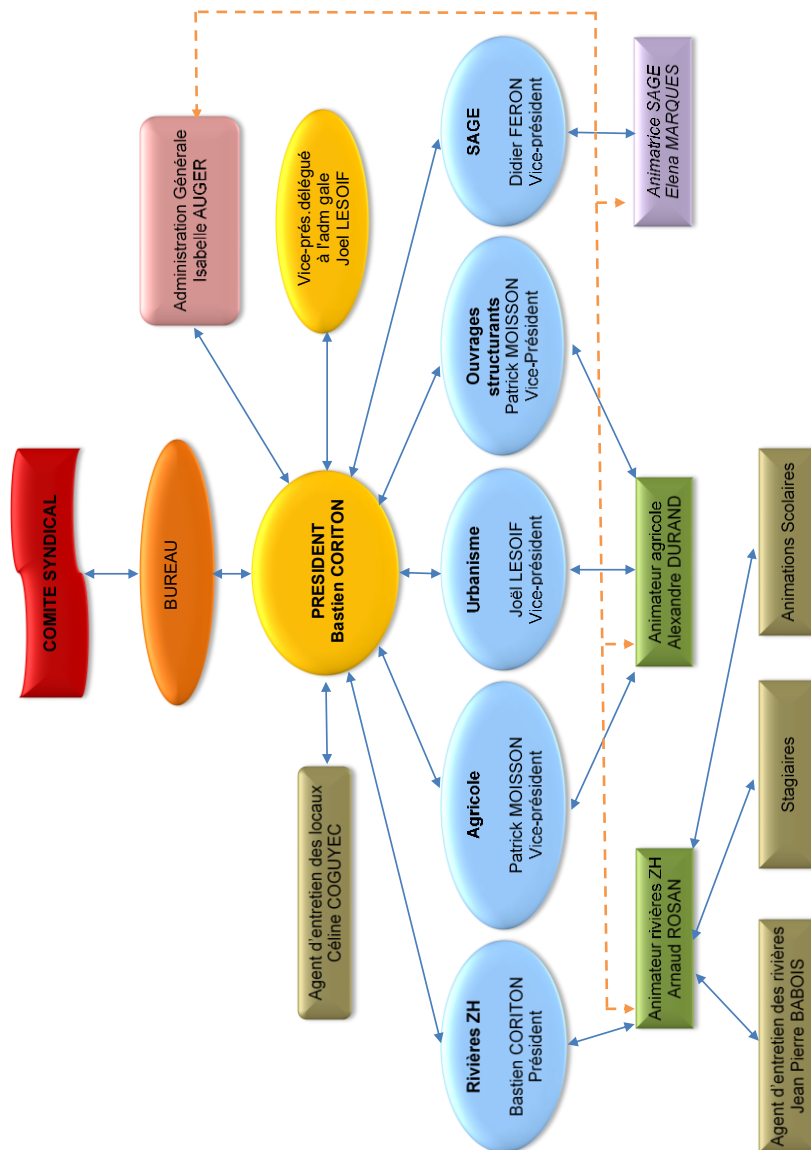 COMITE SYNDICAL
BUREAU
Administration Générale
Isabelle AUGER
PRESIDENT
Bastien CORITON
Vice-prés.délégué
à l'adm gale
Joel LESOIF
Agent d'entretien des locaux
Céline COGUYEC
Rivières ZH
Bastien CORITON
Président
Agricole
Patrick MOISSON
Vice-président
Urbanisme
Joël LESOIF
Vice-président
Ouvrages
structurants
Patrick MOISSON
Vice-Président
SAGE
Didier FERON
Vice-président
Animateur rivières ZH
Arnaud ROSAN
Animateur agricole
Alexandre DURAND
Animatrice SAGE
Elena MARQUES
Agent d'entretien des rivières
Jean Pierre BABOIS
Stagiaires
Animations Scolaires